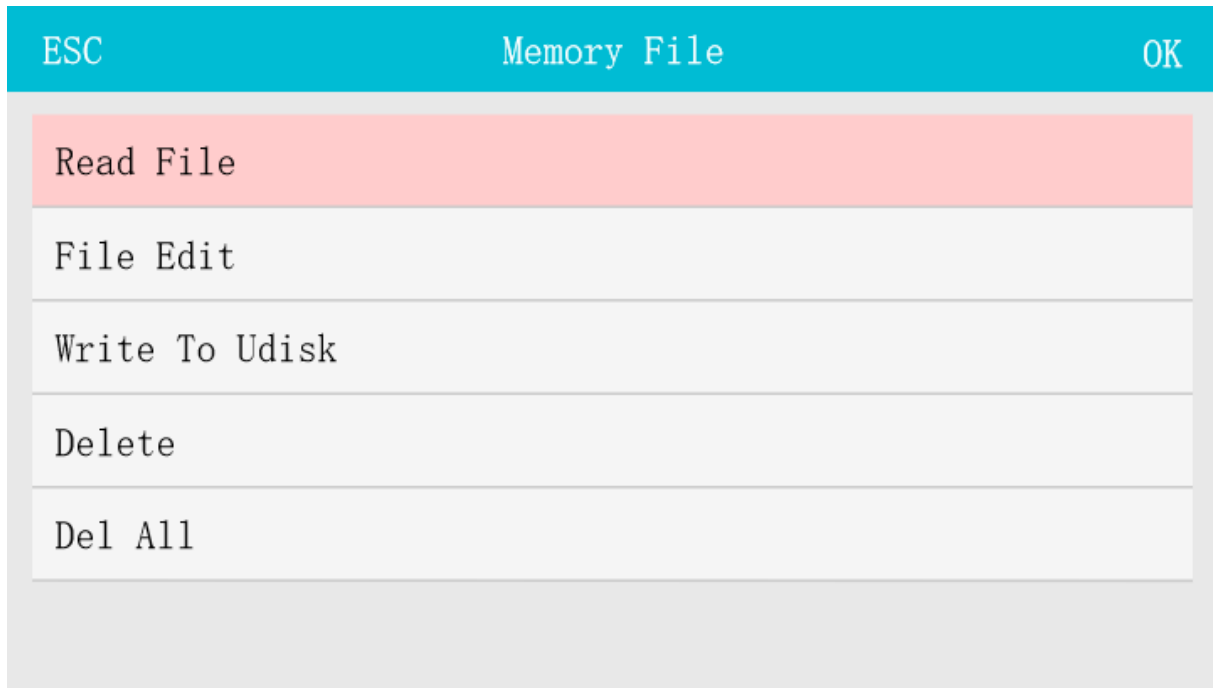 ESC Memory File OK
Read File
File Edit
Write To Udisk
Delete
Del All